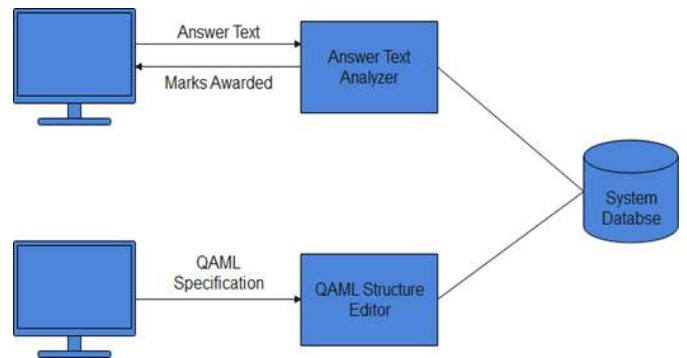 Answer Text
Marks Awarded
Answer Text
Analyzer
System
Databse
QAML
Specification
QAML Structure
Editor